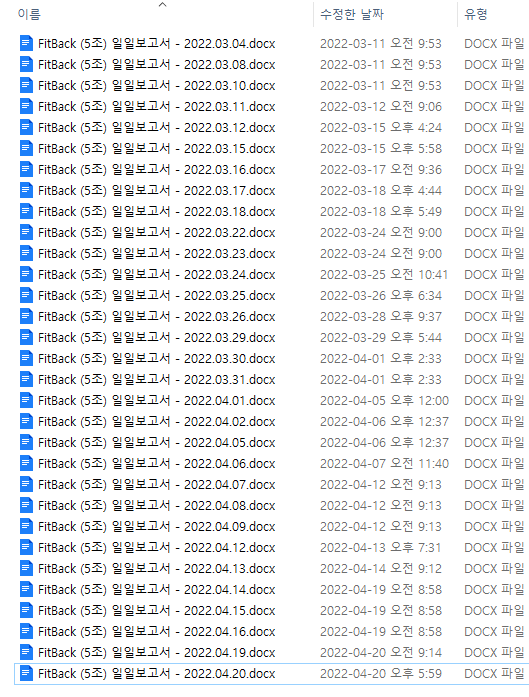 이름 수정한 날짜 유형
FitBack (5조) 일일보고서 - 2022.03.04.docx 2022-03-11 오전 9:53 DOCX 파일
FitBack (5조) 일일보고서 - 2022.03.08.docx 2022-03-11 오전 9:53 DOCX 파일
FitBack (5조) 일일보고서 - 2022.03.10.docx 2022-03-11 오전 9:53 DOCX 파일
FitBack (5조) 일일보고서 - 2022.03.11.docx 2022-03-12 오전 9:06 DOCX 파일
FitBack (5조) 일일보고서 - 2022.03.12.docx 2022-03-15 오후 4:24 DOCX 파일
FitBack (5조) 일일보고서 - 2022.03.15.docx 2022-03-15 오후 5:58 DOCX 파일
FitBack (5조) 일일보고서 - 2022.03.16.docx 2022-03-17 오전 9:36 DOCX 파일
FitBack (5조) 일일보고서 - 2022.03.17.docx 2022-03-18 오후 4:44 DOCX 파일
FitBack (5조) 일일보고서 - 2022.03.18.docx 2022-03-18 오후 5:49 DOCX 파일
FitBack (5조) 일일보고서 - 2022.03.22.docx 2022-03-24 오전 9:00 DOCX 파일
FitBack (5조) 일일보고서 - 2022.03.23.docx 2022-03-24 오전 9:00 DOCX 파일
FitBack (5조) 일일보고서 - 2022.03.24.docx 2022-03-25 오전 10:41 DOCX 파일
FitBack (5조) 일일보고서 - 2022.03.25.docx 2022-03-26 오후 6:34 DOCX 파일
FitBack (5조) 일일보고서 - 2022.03.26.docx 2022-03-28 오전 9:37 DOCX 파일
FitBack (5조) 일일보고서 - 2022.03.29.docx 2022-03-29 오후 5:44 DOCX 파일
FitBack (5조) 일일보고서 - 2022.03.30.docx 2022-04-01 오후 2:33 DOCX 파일
FitBack (5조) 일일보고서 - 2022.03.31.docx 2022-04-01 오후 2:33 DOCX 파일
FitBack (5조) 일일보고서 - 2022.04.01.docx 2022-04-05 오후 12:00 DOCX 파일
FitBack (5조) 일일보고서 - 2022.04.02.docx 2022-04-06 오후 12:37 DOCX 파일
FitBack (5조) 일일보고서 - 2022.04.05.docx 2022-04-06 오후 12:37 DOCX 파일
FitBack (5조) 일일보고서 - 2022.04.06.docx 2022-04-07 오전 11:40 DOCX 파일
FitBack (5조) 일일보고서 - 2022.04.07.docx 2022-04-12 오전 9:13 DOCX 파일
FitBack (5조) 일일보고서 - 2022.04.08.docx 2022-04-12 오전 9:13 DOCX 파일
FitBack (5조) 일일보고서 - 2022.04.09.docx 2022-04-12 오전 9:13 DOCX 파일
FitBack (5조) 일일보고서 - 2022.04.12.docx 2022-04-13 오후 7:31 DOCX 파일
FitBack (5조) 일일보고서 - 2022.04.13.docx 2022-04-14 오전 9:12 DOCX 파일
FitBack (5조) 일일보고서 - 2022.04.14.docx 2022-04-19 오전 8:58 DOCX 파일
FitBack (5조) 일일보고서 - 2022.04.15.docx 2022-04-19 오전 8:58 DOCX 파일
FitBack (5조) 일일보고서 - 2022.04.16.docx 2022-04-19 오전 8:58 DOCX 파일
FitBack (5조) 일일보고서 - 2022.04.19.docx 2022-04-20 오전 9:14 DOCX 파일
FitBack (5조) 일일보고서 - 2022.04.20.docx 2022-04-20 오후 5:59 DOCX 파일